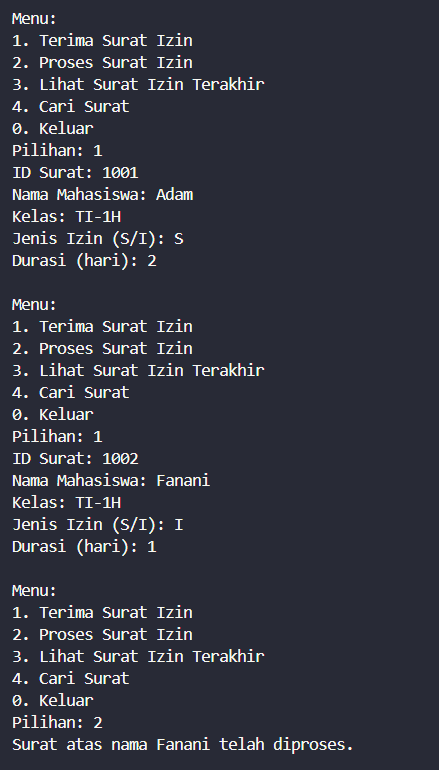 Menu:
1. Terima Surat Izin
2. Proses Surat Izin
3. Lihat Surat Izin Terakhir
4. Cari Surat
0. Keluar
Pilihan: 1
ID Surat: 1001
Nama Mahasiswa: Adam
Kelas: TI-1H
Jenis Izin (S/I): S
Durasi (hari): 2

Menu:
1. Terima Surat Izin
2. Proses Surat Izin
3. Lihat Surat Izin Terakhir
4. Cari Surat
0. Keluar
Pilihan: 1
ID Surat: 1002
Nama Mahasiswa: Fanani
Kelas: TI-1H
Jenis Izin (S/I): I
Durasi (hari): 1

Menu:
1. Terima Surat Izin
2. Proses Surat Izin
3. Lihat Surat Izin Terakhir
4. Cari Surat
0. Keluar
Pilihan: 2
Surat atas nama Fanani telah diproses.